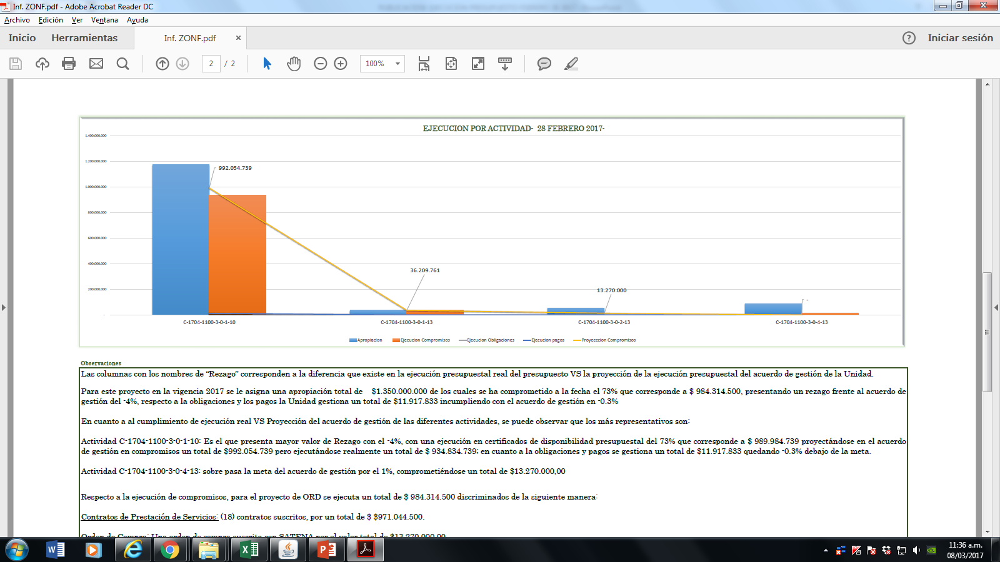 Inf. ZONF.pdf - Adobe Acrobat Reader DC
Archivo Edición Ver Ventana Ayuda
Inicio Herramientas Inf. ZONF.pdf × ? Iniciar sesión
2 / 2 100%
EJECUCION POR ACTIVIDAD- 28 FEBRERO 2017-
1.400.000.000
1.200.000.000
992.054.739
1.000.000.000
800.000.000
600.000.000
400.000.000
36.209.761
200.000.000
13.270.000
-
-
C-1704-1100-3-0-1-10 C-1704-1100-3-0-1-13 C-1704-1100-3-0-2-13 C-1704-1100-3-0-4-13
Apropiacion Ejecucion Compromisos Ejecucion Obligaciones Ejecucion pagos Proyecccion Compromisos
Observaciones
Las columnas con los nombres de “Rezago” corresponden a la diferencia que existe en la ejecución presupuestal real del presupuesto VS la proyección de la ejecución presupuestal del acuerdo de gestión de la Unidad.
Para este proyecto en la vigencia 2017 se le asigna una apropiación total de $1.350.000.000 de los cuales se ha comprometido a la fecha el 73% que corresponde a $ 984.314.500, presentando un rezago frente al acuerdo de
gestión del -4%, respecto a la obligaciones y los pagos la Unidad gestiona un total de $11.917.833 incumpliendo con el acuerdo de gestión en -0.3%
En cuanto a al cumplimiento de ejecución real VS Proyección del acuerdo de gestión de las diferentes actividades, se puede observar que los más representativos son:
Actividad C-1704-1100-3-0-1-10: Es el que presenta mayor valor de Rezago con el -4%, con una ejecución en certificados de disponibilidad presupuestal del 73% que corresponde a $ 989.984.739 proyectándose en el acuerdo
de gestión en compromisos un total de $992.054.739 pero ejecutándose realmente un total de $ 934.834.739; en cuanto a la obligaciones y pagos se gestiona un total de $11.917.833 quedando -0.3% debajo de la meta.
Actividad C-1704-1100-3-0-4-13: sobre pasa la meta del acuerdo de gestión por el 1%, comprometiéndose un total de $13.270.000,00
Respecto a la ejecución de compromisos, para el proyecto de ORD se ejecuta un total de $ 984.314.500 discriminados de la siguiente manera:
Contratos de Prestación de Servicios: (18) contratos suscritos, por un total de $ $971.044.500.
Orden de Compra: Una orden de compra suscrita con SATENA por el valor total de $13.270.000,00
11:36 a.m.
08/03/2017